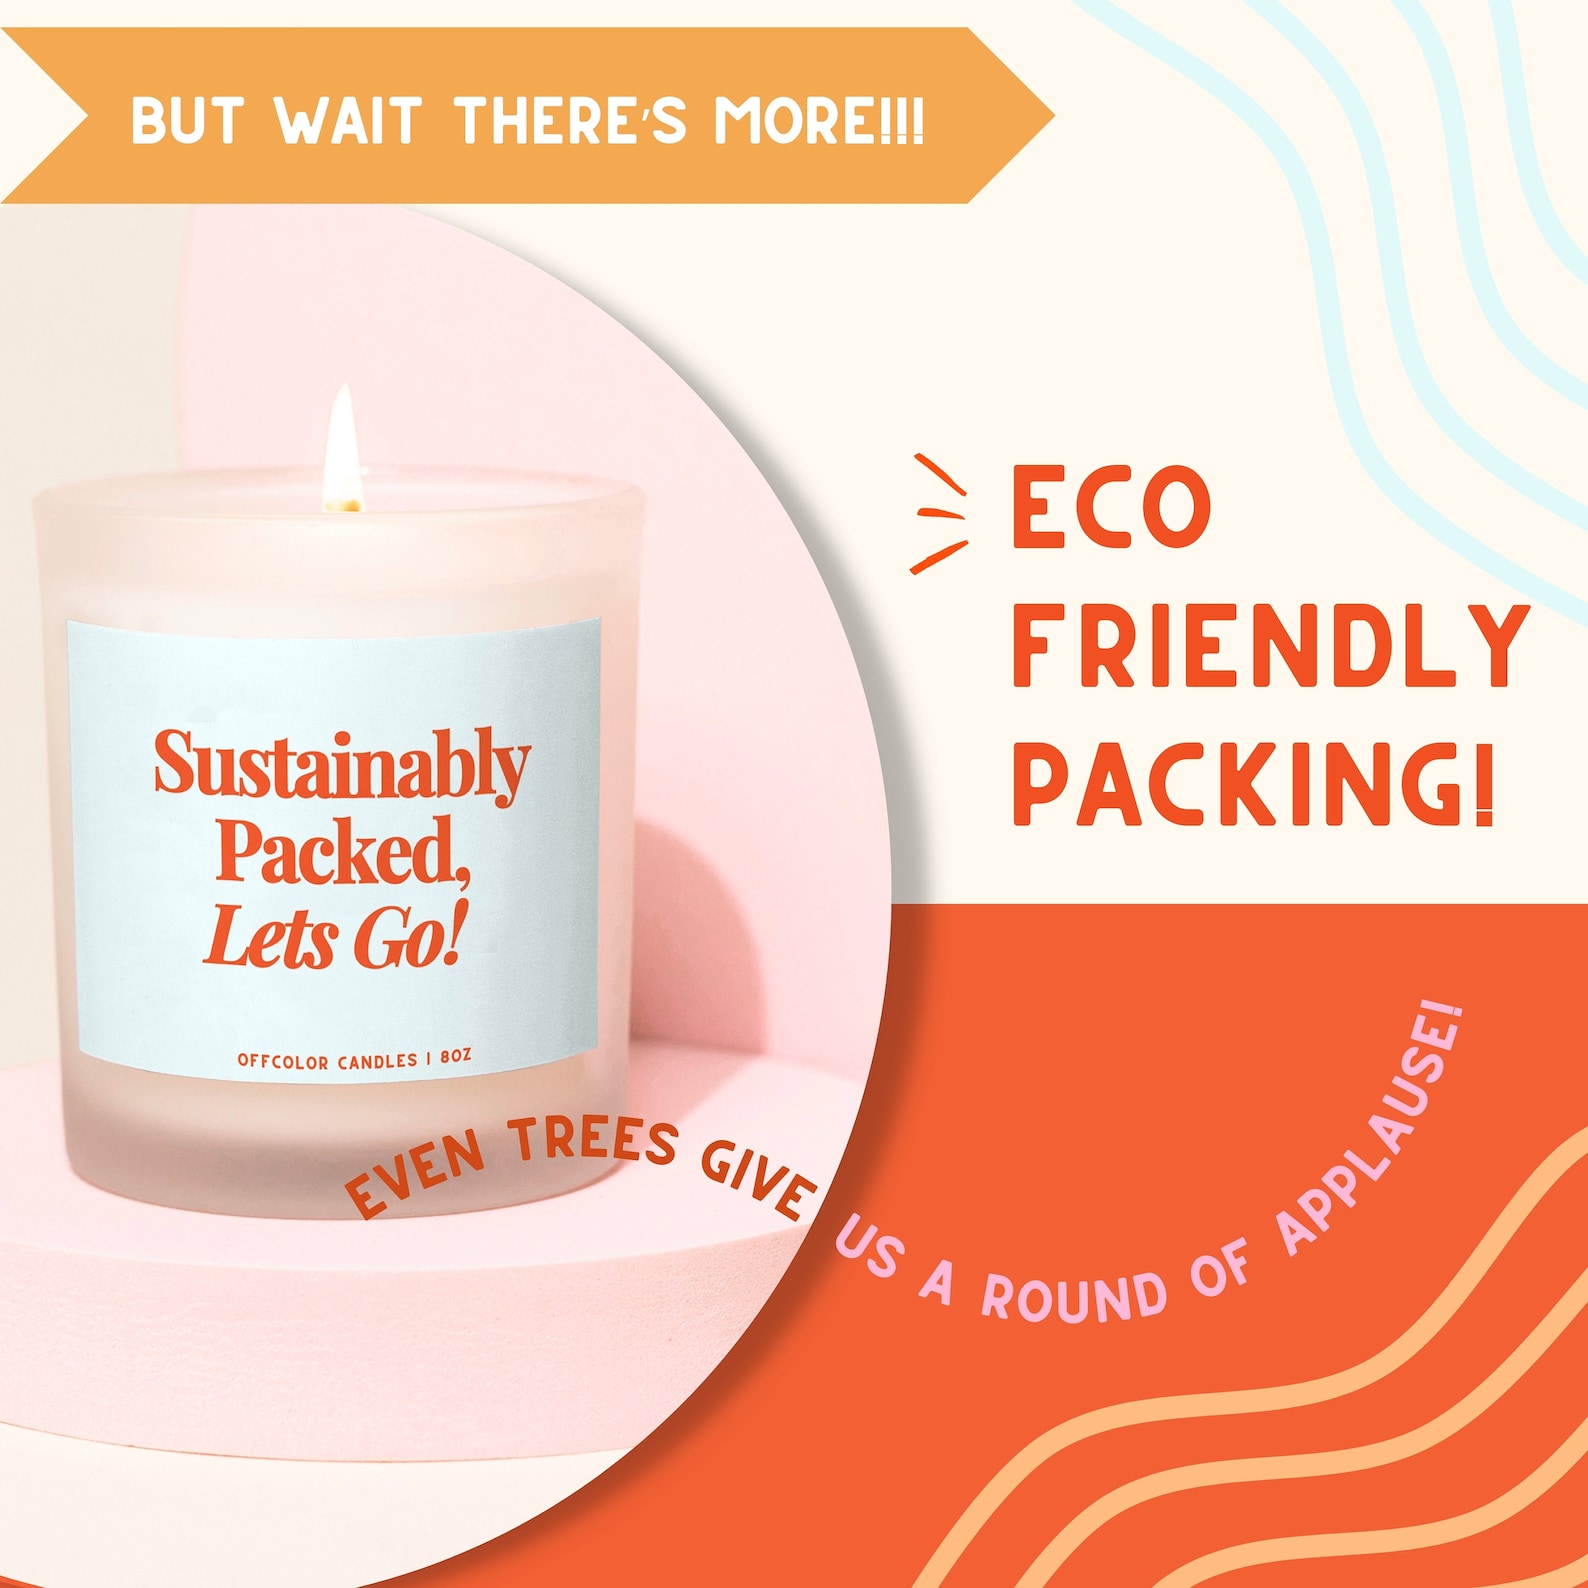 BUT WAIT THERE'S MORE!!!
ECO
FRIENDLY
PACKING!
Sustainably
Packed,
Lets Go!
OFFCOLOR CANDLES | 8OZ
EVEN TREES GIVE US A ROUND OF APPLAUSE!